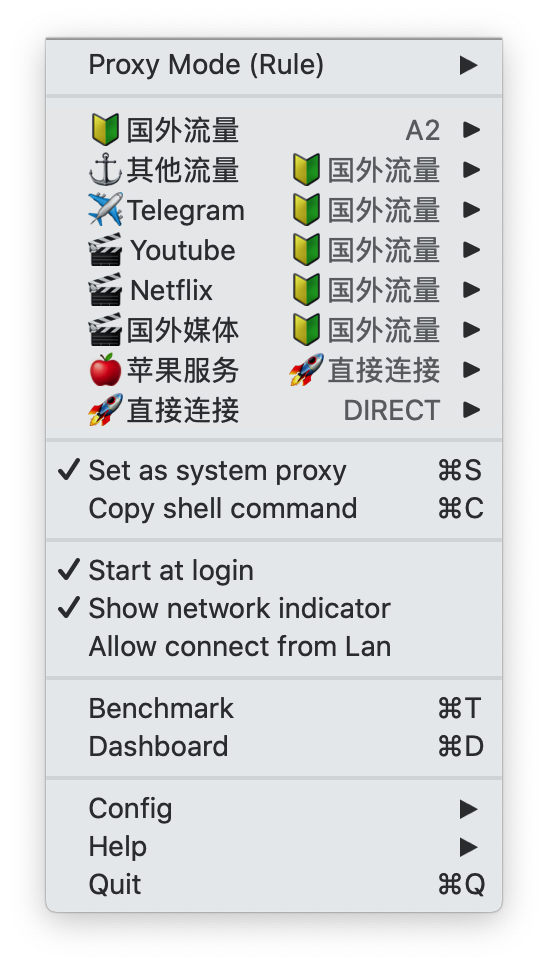 Proxy Mode (Rule)
国外流量 A2
其他流量 国外流量
Telegram 国外流量
Youtube 国外流量
Netflix 国外流量
国外媒体 国外流量
苹果服务 直接连接
直接连接 DIRECT
Set as system proxy ⌘S
Copy shell command ⌘C
Start at login
Show network indicator
Allow connect from Lan
Benchmark ⌘T
Dashboard ⌘D
Config
Help
Quit ⌘Q